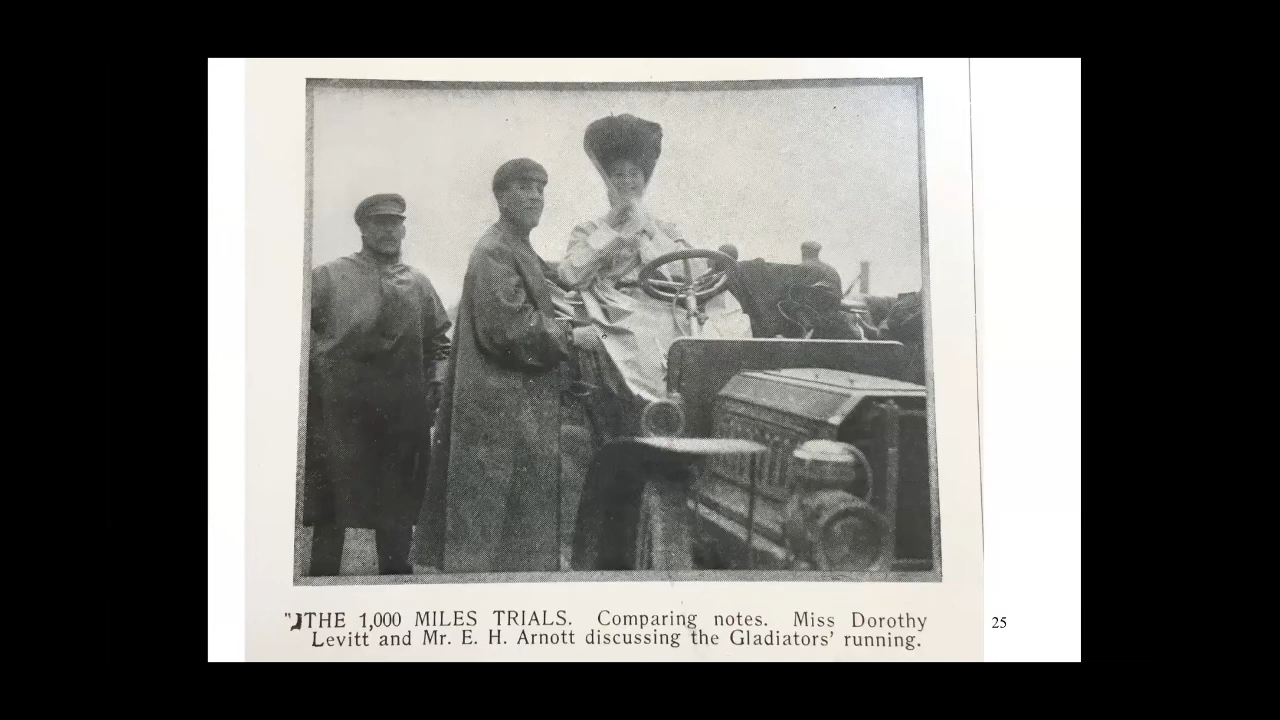 "THE 1,000 MILES TRIALS. Comparing notes. Miss Dorothy
Levitt and Mr. E. H. Arnott discussing the Gladiators' running.
25